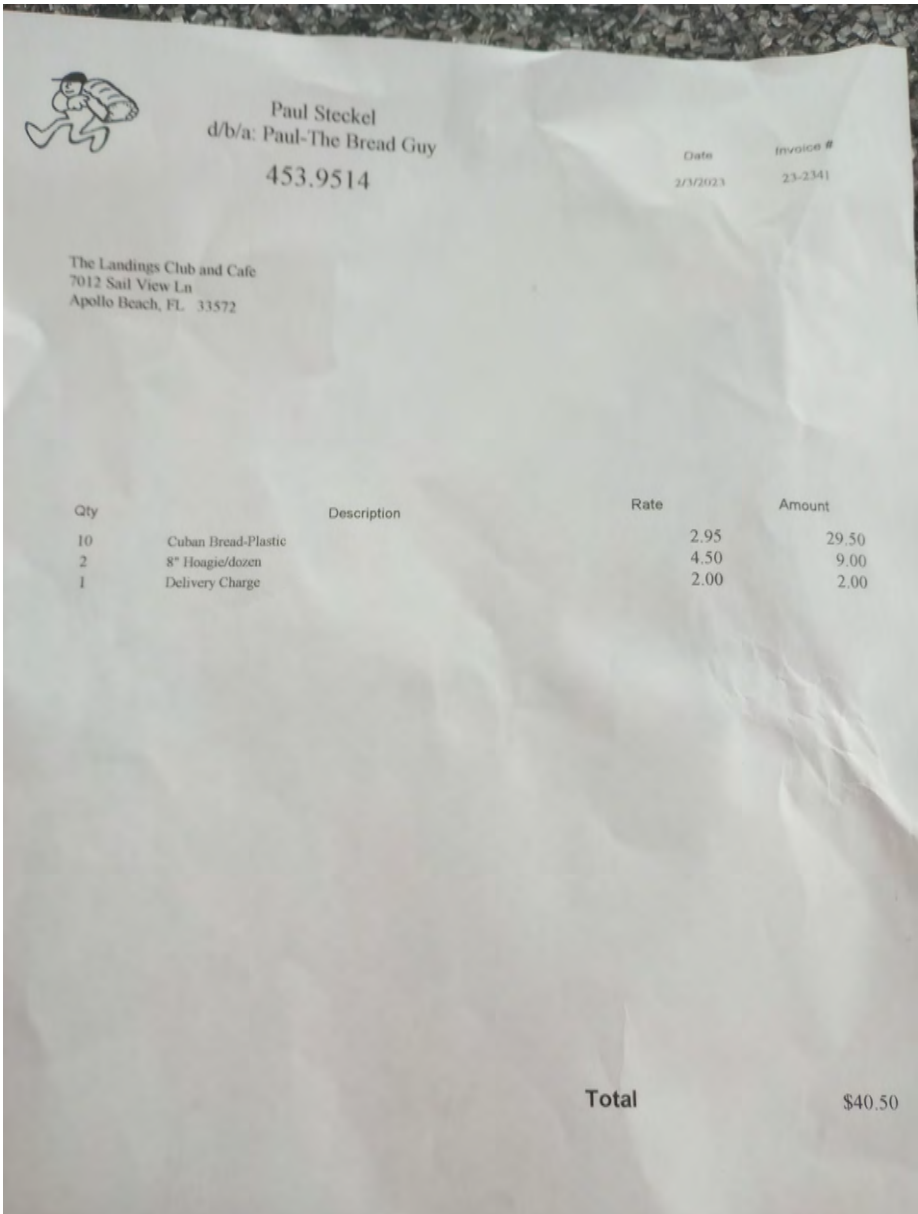 Paul Steckel
d/b/a: Paul-The Bread Guy
453.9514
Date Invoice #
2/3/2023 23-2341
The Landings Club and Cafe
7012 Sail View Ln
Apollo Beach, FL 33572
Qty Description Rate Amount
10 Cuban Bread-Plastic 2.95 29.50
2 8" Hoagie/dozen 4.50 9.00
1 Delivery Charge 2.00 2.00
Total $40.50